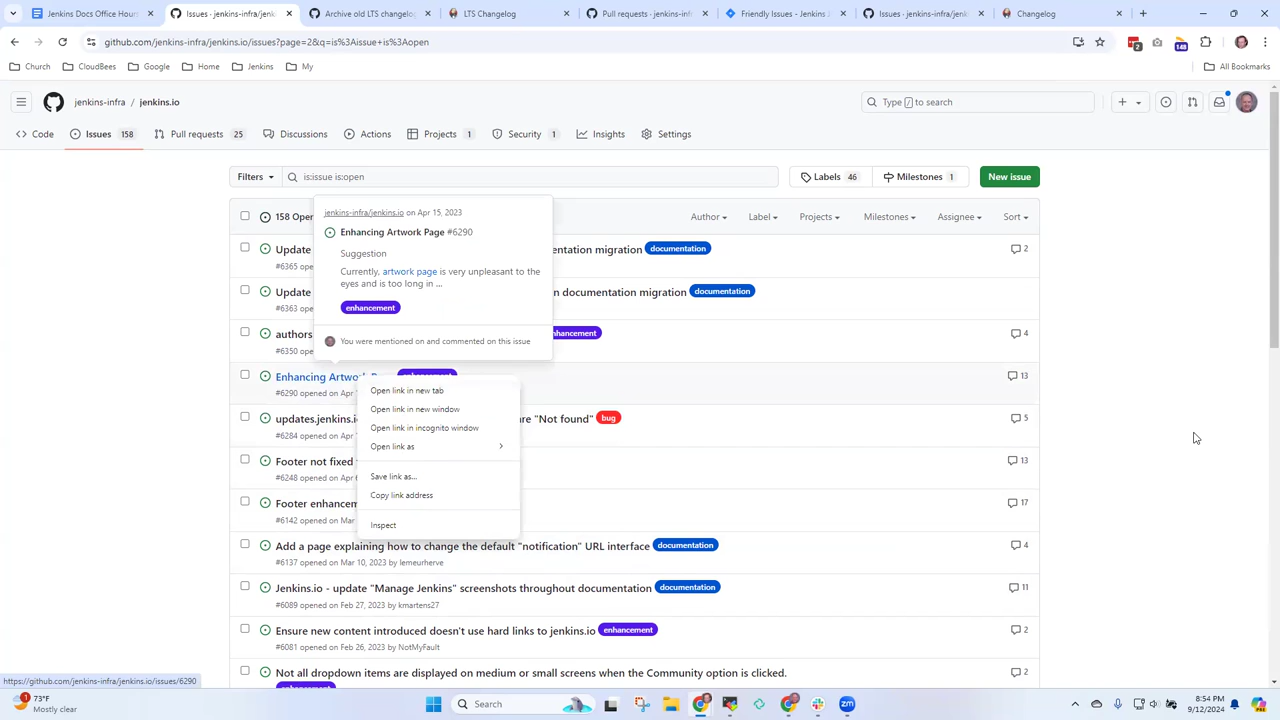 Jenkins Docs Office Hour
Issues · jenkins-infra/jenkins.io
Archive old LTS changelog
LTS Changelog
Pull requests · jenkins-infra
Friendly Issues - Jenkins J
Issues · jenkins-infra/jenkin
Changelog
github.com/jenkins-infra/jenkins.io/issues?page=2&q=is%3Aissue+is%3Aopen
2
148
Church
CloudBees
Google
Home
Jenkins
My
All Bookmarks
jenkins-infra / jenkins.io
Type / to search
Code
Issues 158
Pull requests 25
Discussions
Actions
Projects 1
Security 1
Insights
Settings
Filters
is:issue is:open
Labels 46
Milestones 1
New issue
158 Open
Author
Label
Projects
Milestones
Assignee
Sort
jenkins-infra/jenkins.io on Apr 15, 2023
Enhancing Artwork Page #6290
Suggestion
Currently, artwork page is very unpleasant to the
eyes and is too long in ...
enhancement
You were mentioned on and commented on this issue
Update
ntation migration documentation
2
#6365 opene
Update
n documentation migration documentation
#6363 opene
authors
nhancement
4
#6350 opene
Enhancing Artwork
13
#6290 opened on Apr
Open link in new tab
Open link in new window
Open link in incognito window
Open link as
Save link as...
Copy link address
Inspect
updates.jenkins.i
re "Not found" bug
5
#6284 opened on Apr
Footer not fixed
13
#6248 opened on Apr
Footer enhancem
17
#6142 opened on Mar
Add a page explaining how to change the default "notification" URL interface documentation
4
#6137 opened on Mar 10, 2023 by lemeurherve
Jenkins.io - update "Manage Jenkins" screenshots throughout documentation documentation
11
#6089 opened on Feb 27, 2023 by kmartens27
Ensure new content introduced doesn't use hard links to jenkins.io enhancement
2
#6081 opened on Feb 26, 2023 by NotMyFault
Not all dropdown items are displayed on medium or small screens when the Community option is clicked.
2
https://github.com/jenkins-infra/jenkins.io/issues/6290
1
73°F
Mostly clear
Search
8:54 PM
9/12/2024